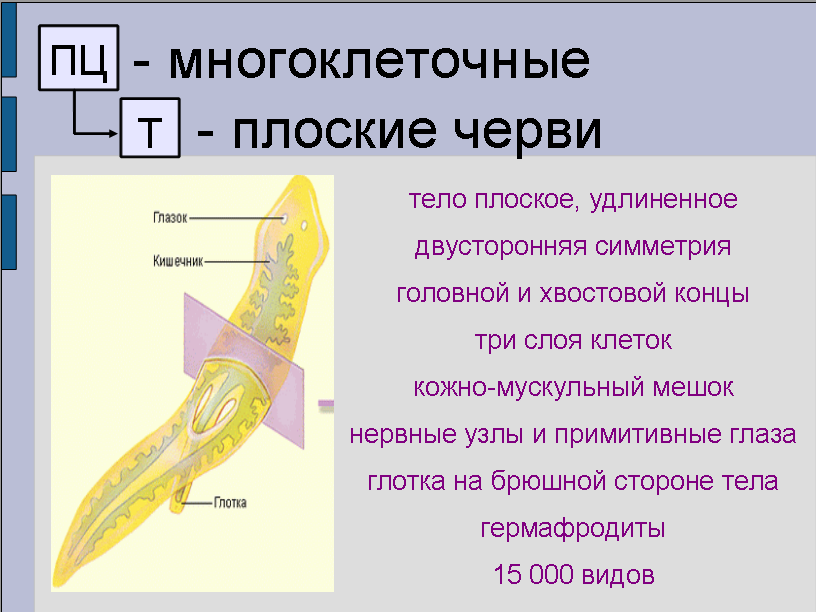 ПЦ - многоклеточные
Т - плоские черви
Глазок
Кишечник
Глотка
тело плоское, удлиненное
двусторонняя симметрия
головной и хвостовой концы
три слоя клеток
кожно-мускульный мешок
нервные узлы и примитивные глаза
глотка на брюшной стороне тела
гермафродиты
15 000 видов